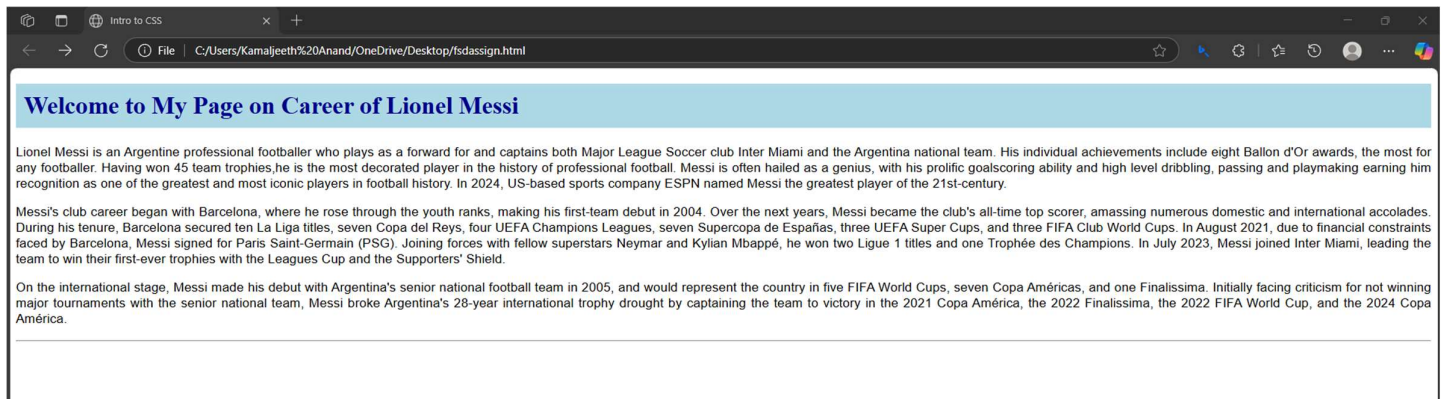 Intro to CSS
File
C:/Users/Kamaljeeth%20Anand/OneDrive/Desktop/fsdassign.html
Welcome to My Page on Career of Lionel Messi
Lionel Messi is an Argentine professional footballer who plays as a forward for and captains both Major League Soccer club Inter Miami and the Argentina national team. His individual achievements include eight Ballon d'Or awards, the most for
any footballer. Having won 45 team trophies,he is the most decorated player in the history of professional football. Messi is often hailed as a genius, with his prolific goalscoring ability and high level dribbling, passing and playmaking earning him
recognition as one of the greatest and most iconic players in football history. In 2024, US-based sports company ESPN named Messi the greatest player of the 21st-century.
Messi's club career began with Barcelona, where he rose through the youth ranks, making his first-team debut in 2004. Over the next years, Messi became the club's all-time top scorer, amassing numerous domestic and international accolades.
During his tenure, Barcelona secured ten La Liga titles, seven Copa del Reys, four UEFA Champions Leagues, seven Supercopa de Españas, three UEFA Super Cups, and three FIFA Club World Cups. In August 2021, due to financial constraints
faced by Barcelona, Messi signed for Paris Saint-Germain (PSG). Joining forces with fellow superstars Neymar and Kylian Mbappé, he won two Ligue 1 titles and one Trophée des Champions. In July 2023, Messi joined Inter Miami, leading the
team to win their first-ever trophies with the Leagues Cup and the Supporters' Shield.
On the international stage, Messi made his debut with Argentina's senior national football team in 2005, and would represent the country in five FIFA World Cups, seven Copa Américas, and one Finalissima. Initially facing criticism for not winning
major tournaments with the senior national team, Messi broke Argentina's 28-year international trophy drought by captaining the team to victory in the 2021 Copa América, the 2022 Finalissima, the 2022 FIFA World Cup, and the 2024 Copa
América.